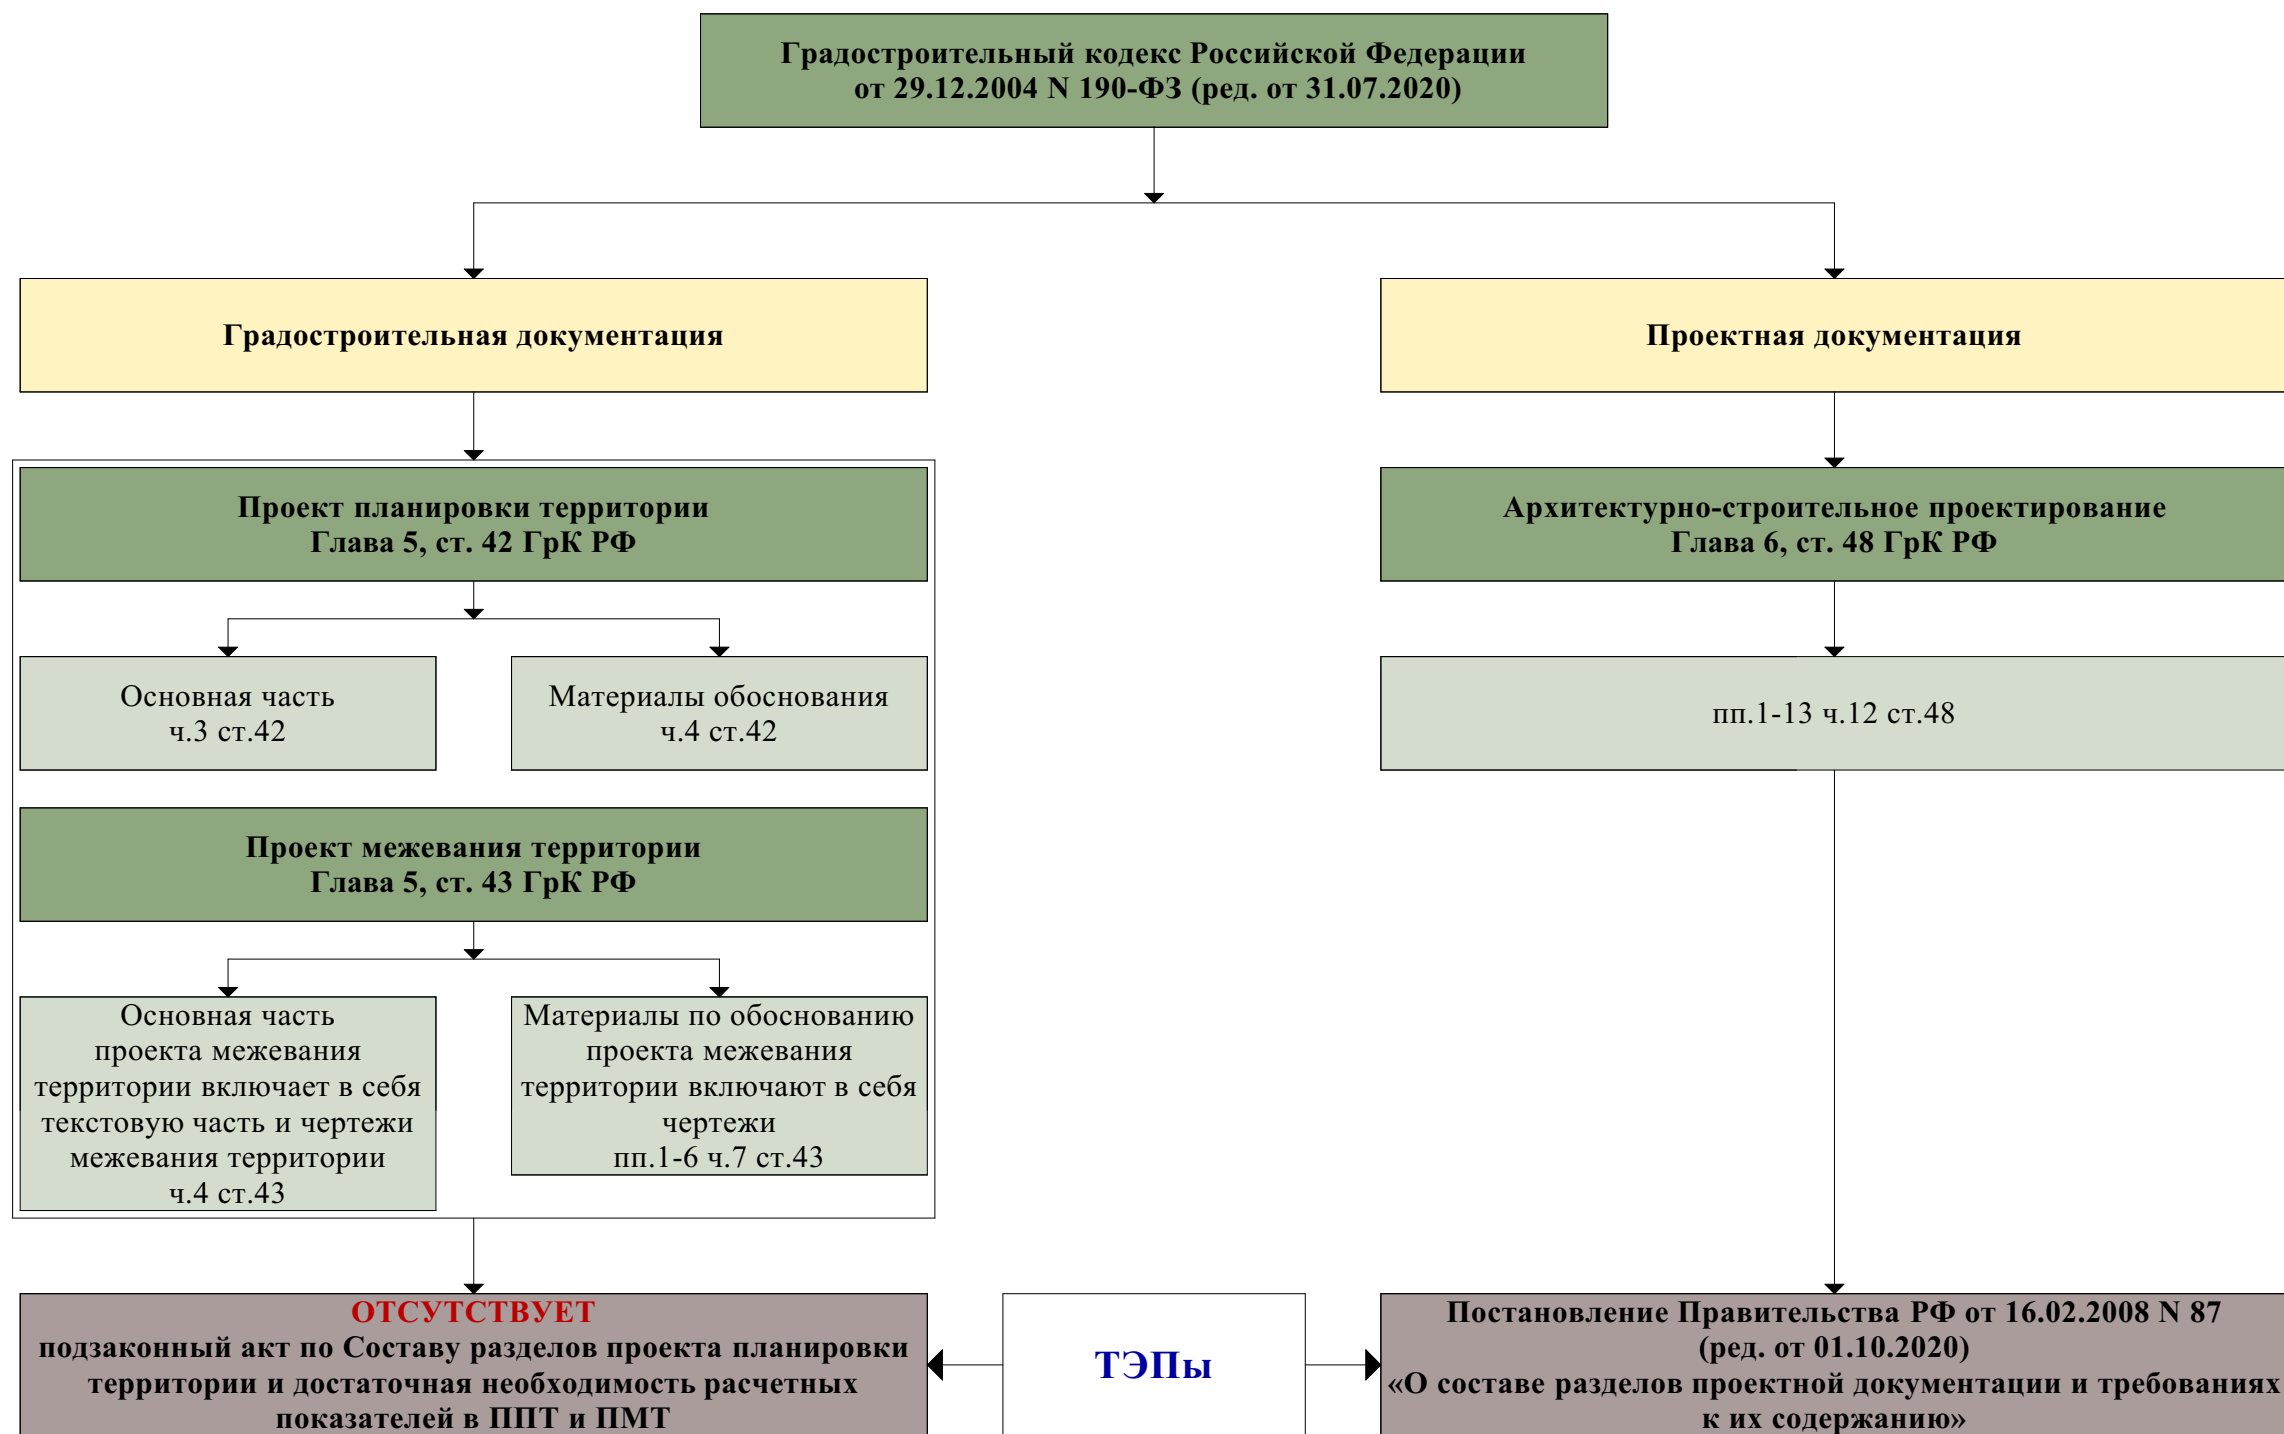 Градостроительный кодекс Российской Федерации
от 29.12.2004 N 190-ФЗ (ред. от 31.07.2020)
Градостроительная документация
Проектная документация
Проект планировки территории
Глава 5, ст. 42 ГрК РФ
Архитектурно-строительное проектирование
Глава 6, ст. 48 ГрК РФ
Основная часть
ч.3 ст.42
Материалы обоснования
ч.4 ст.42
пп.1-13 ч.12 ст.48
Проект межевания территории
Глава 5, ст. 43 ГрК РФ
Основная часть
проекта межевания
территории включает в себя
текстовую часть и чертежи
межевания территории
ч.4 ст.43
Материалы по обоснованию
проекта межевания
территории включают в себя
чертежи
пп.1-6 ч.7 ст.43
ОТСУТСТВУЕТ
подзаконный акт по Составу разделов проекта планировки
территории и достаточная необходимость расчетных
показателей в ППТ и ПМТ
ТЭПы
Постановление Правительства РФ от 16.02.2008 N 87
(ред. от 01.10.2020)
«О составе разделов проектной документации и требованиях
к их содержанию»